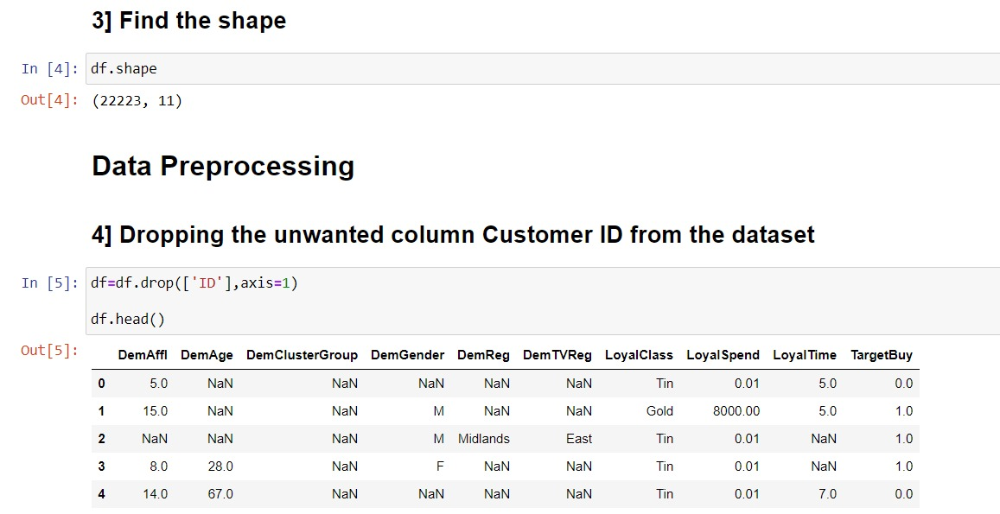 3] Find the shape
In [4]: df.shape
Out[4]: (22223, 11)
Data Preprocessing
4] Dropping the unwanted column Customer ID from the dataset
In [5]: df=df.drop(['ID'],axis=1)
df.head()
Out[5]:
DemAffl DemAge DemClusterGroup DemGender DemReg DemTVReg LoyalClass LoyalSpend LoyalTime TargetBuy
0 5.0 NaN NaN NaN NaN NaN Tin 0.01 5.0 0.0
1 15.0 NaN NaN M NaN NaN Gold 8000.00 5.0 1.0
2 NaN NaN NaN M Midlands East Tin 0.01 NaN 1.0
3 8.0 28.0 NaN F NaN NaN Tin 0.01 NaN 1.0
4 14.0 67.0 NaN NaN NaN NaN Tin 0.01 7.0 0.0